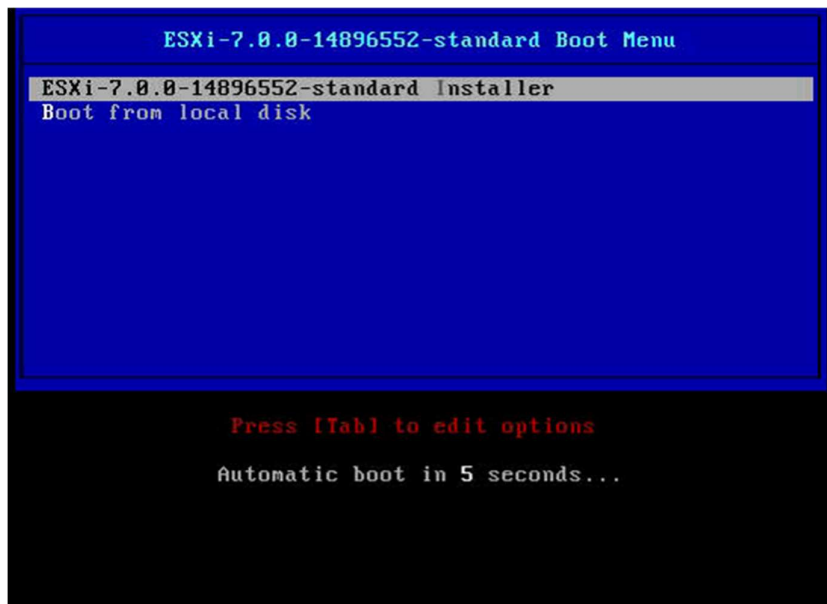 ESXi-7.0.0-14896552-standard Boot Menu
ESXi-7.0.0-14896552-standard Installer
Boot from local disk
Press [Tab] to edit options
Automatic boot in 5 seconds...